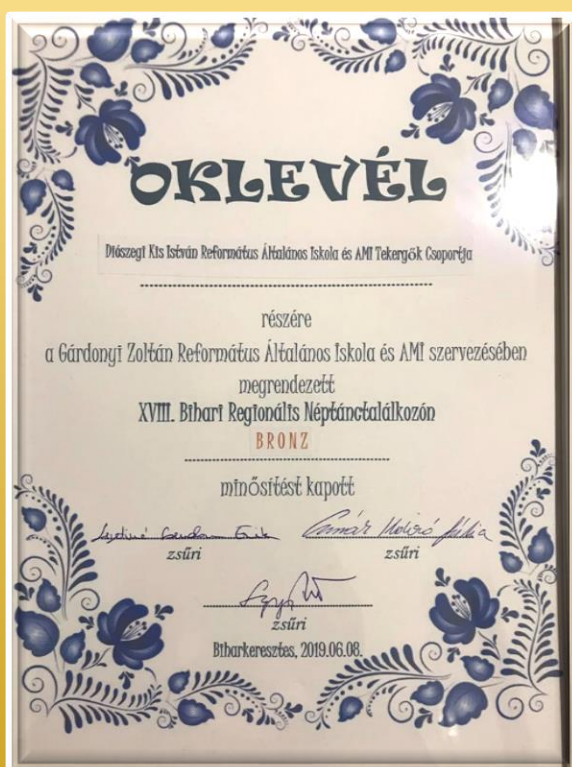 OKLEVÉL
Diószegi Kis István Református Általános Iskola és AMI Tekergők Csoportja
részére
a Gárdonyi Zoltán Református Általános Iskola és AMI szervezésében
megrendezett
XVIII. Bihari Regionális Néptánctalálkozón
BRONZ
minősítést kapott
zsűri zsűri
zsűri
Biharkeresztes, 2019.06.08.